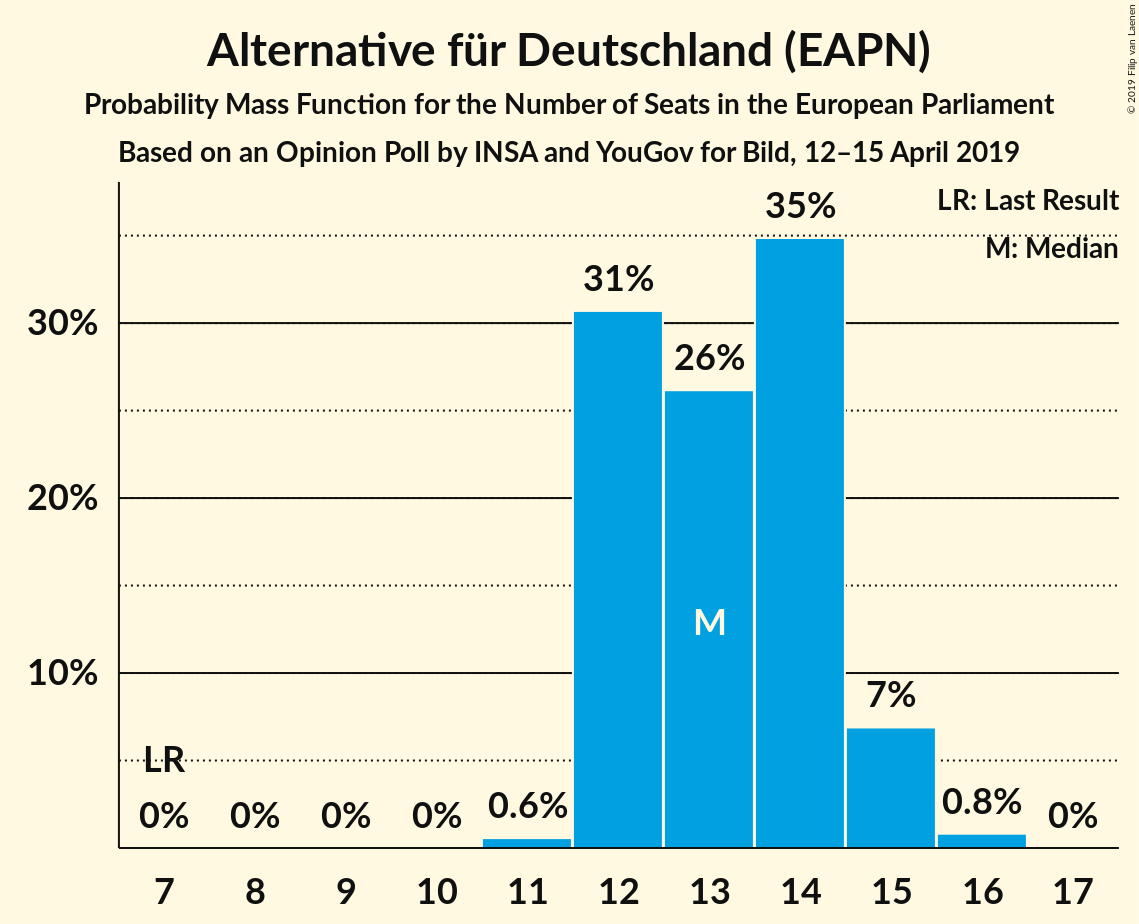 Alternative für Deutschland (EAPN)
Probability Mass Function for the Number of Seats in the European Parliament
Based on an Opinion Poll by INSA and YouGov for Bild, 12–15 April 2019
© 2019 Filip van Laenen
LR: Last Result
M: Median
35%
31%
30%
26%
20%
M
10%
7%
LR
0%
0%
0%
0%
0.6%
0.8%
0%
7 8 9 10 11 12 13 14 15 16 17